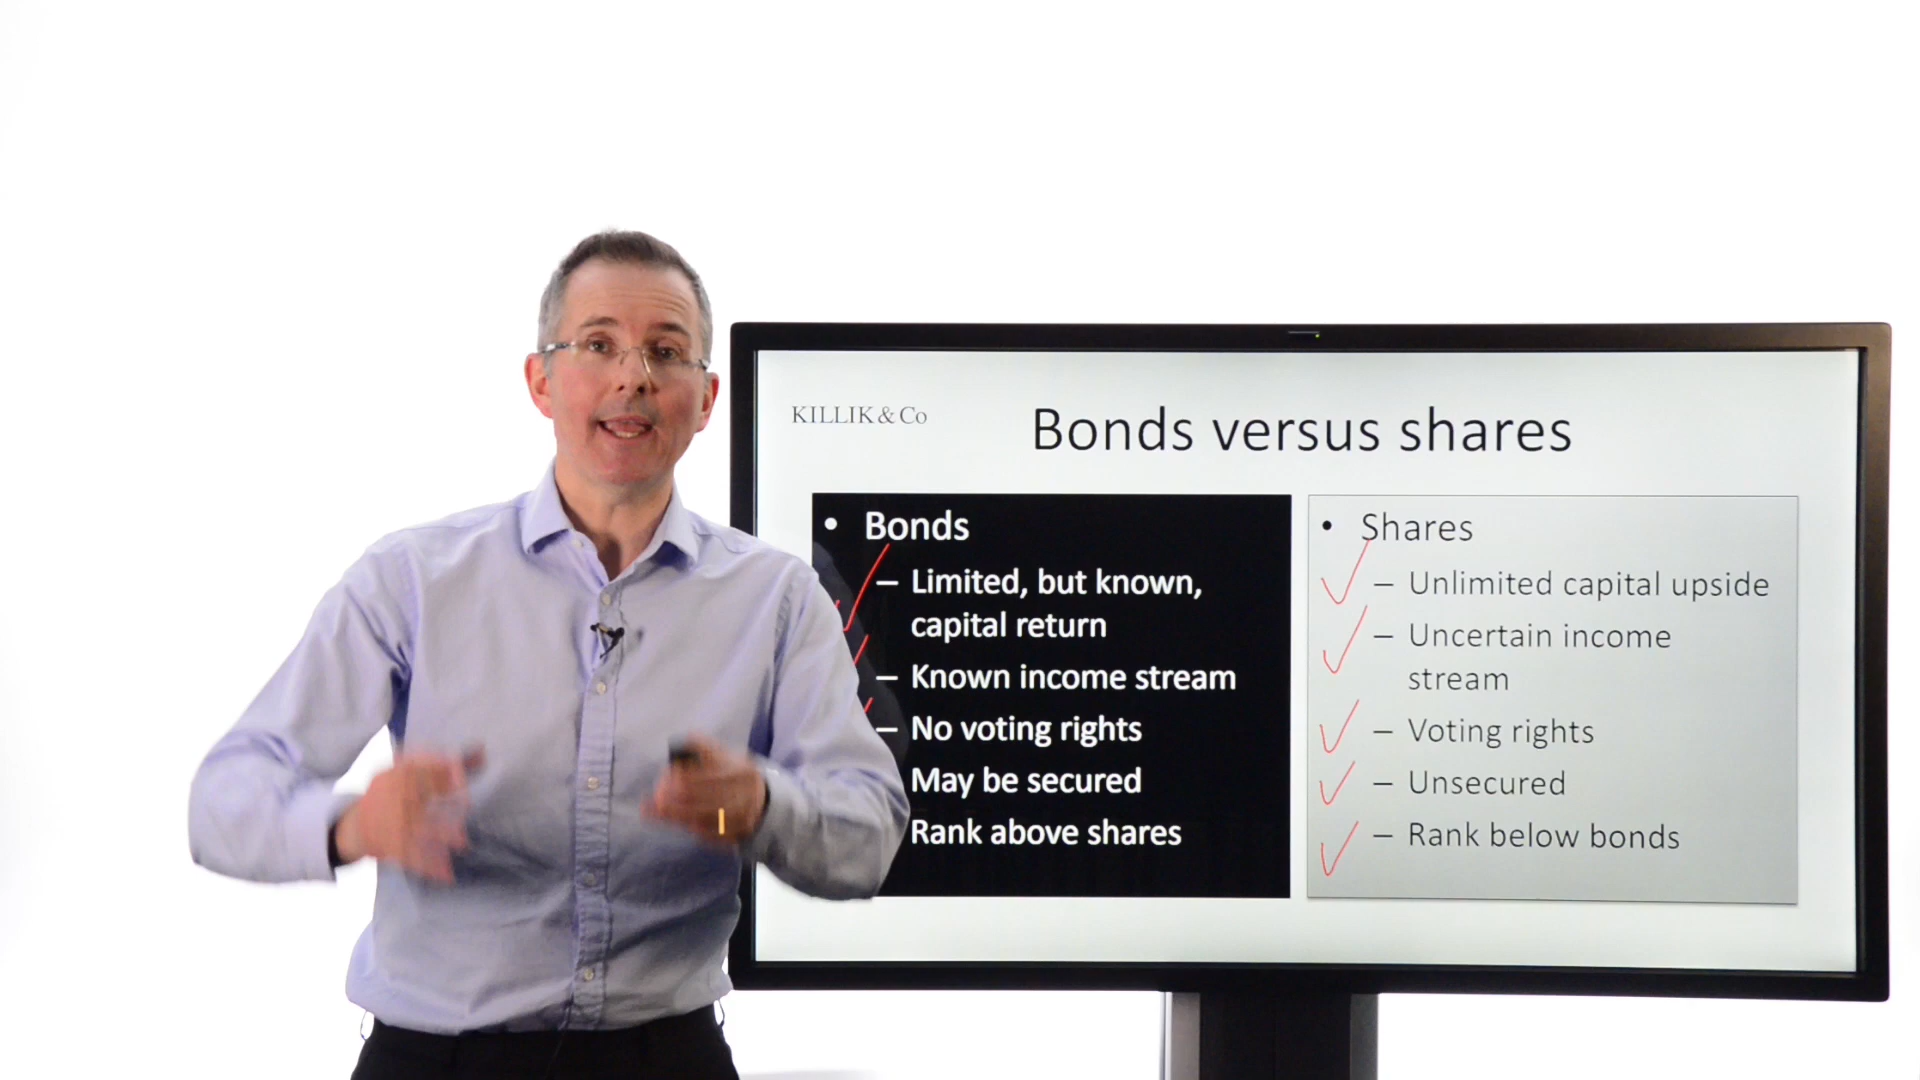 KILLIK & Co
Bonds versus shares
• Bonds
– Limited, but known,
capital return
– Known income stream
– No voting rights
May be secured
Rank above shares
• Shares
– Unlimited capital upside
– Uncertain income
stream
– Voting rights
– Unsecured
– Rank below bonds